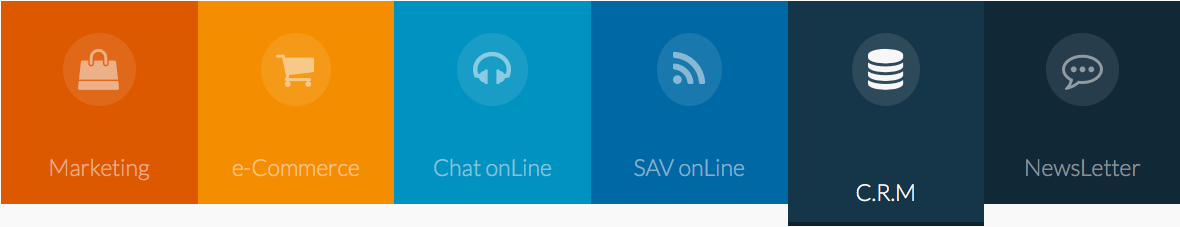 Marketing
e-Commerce
Chat onLine
SAV onLine
C.R.M
NewsLetter